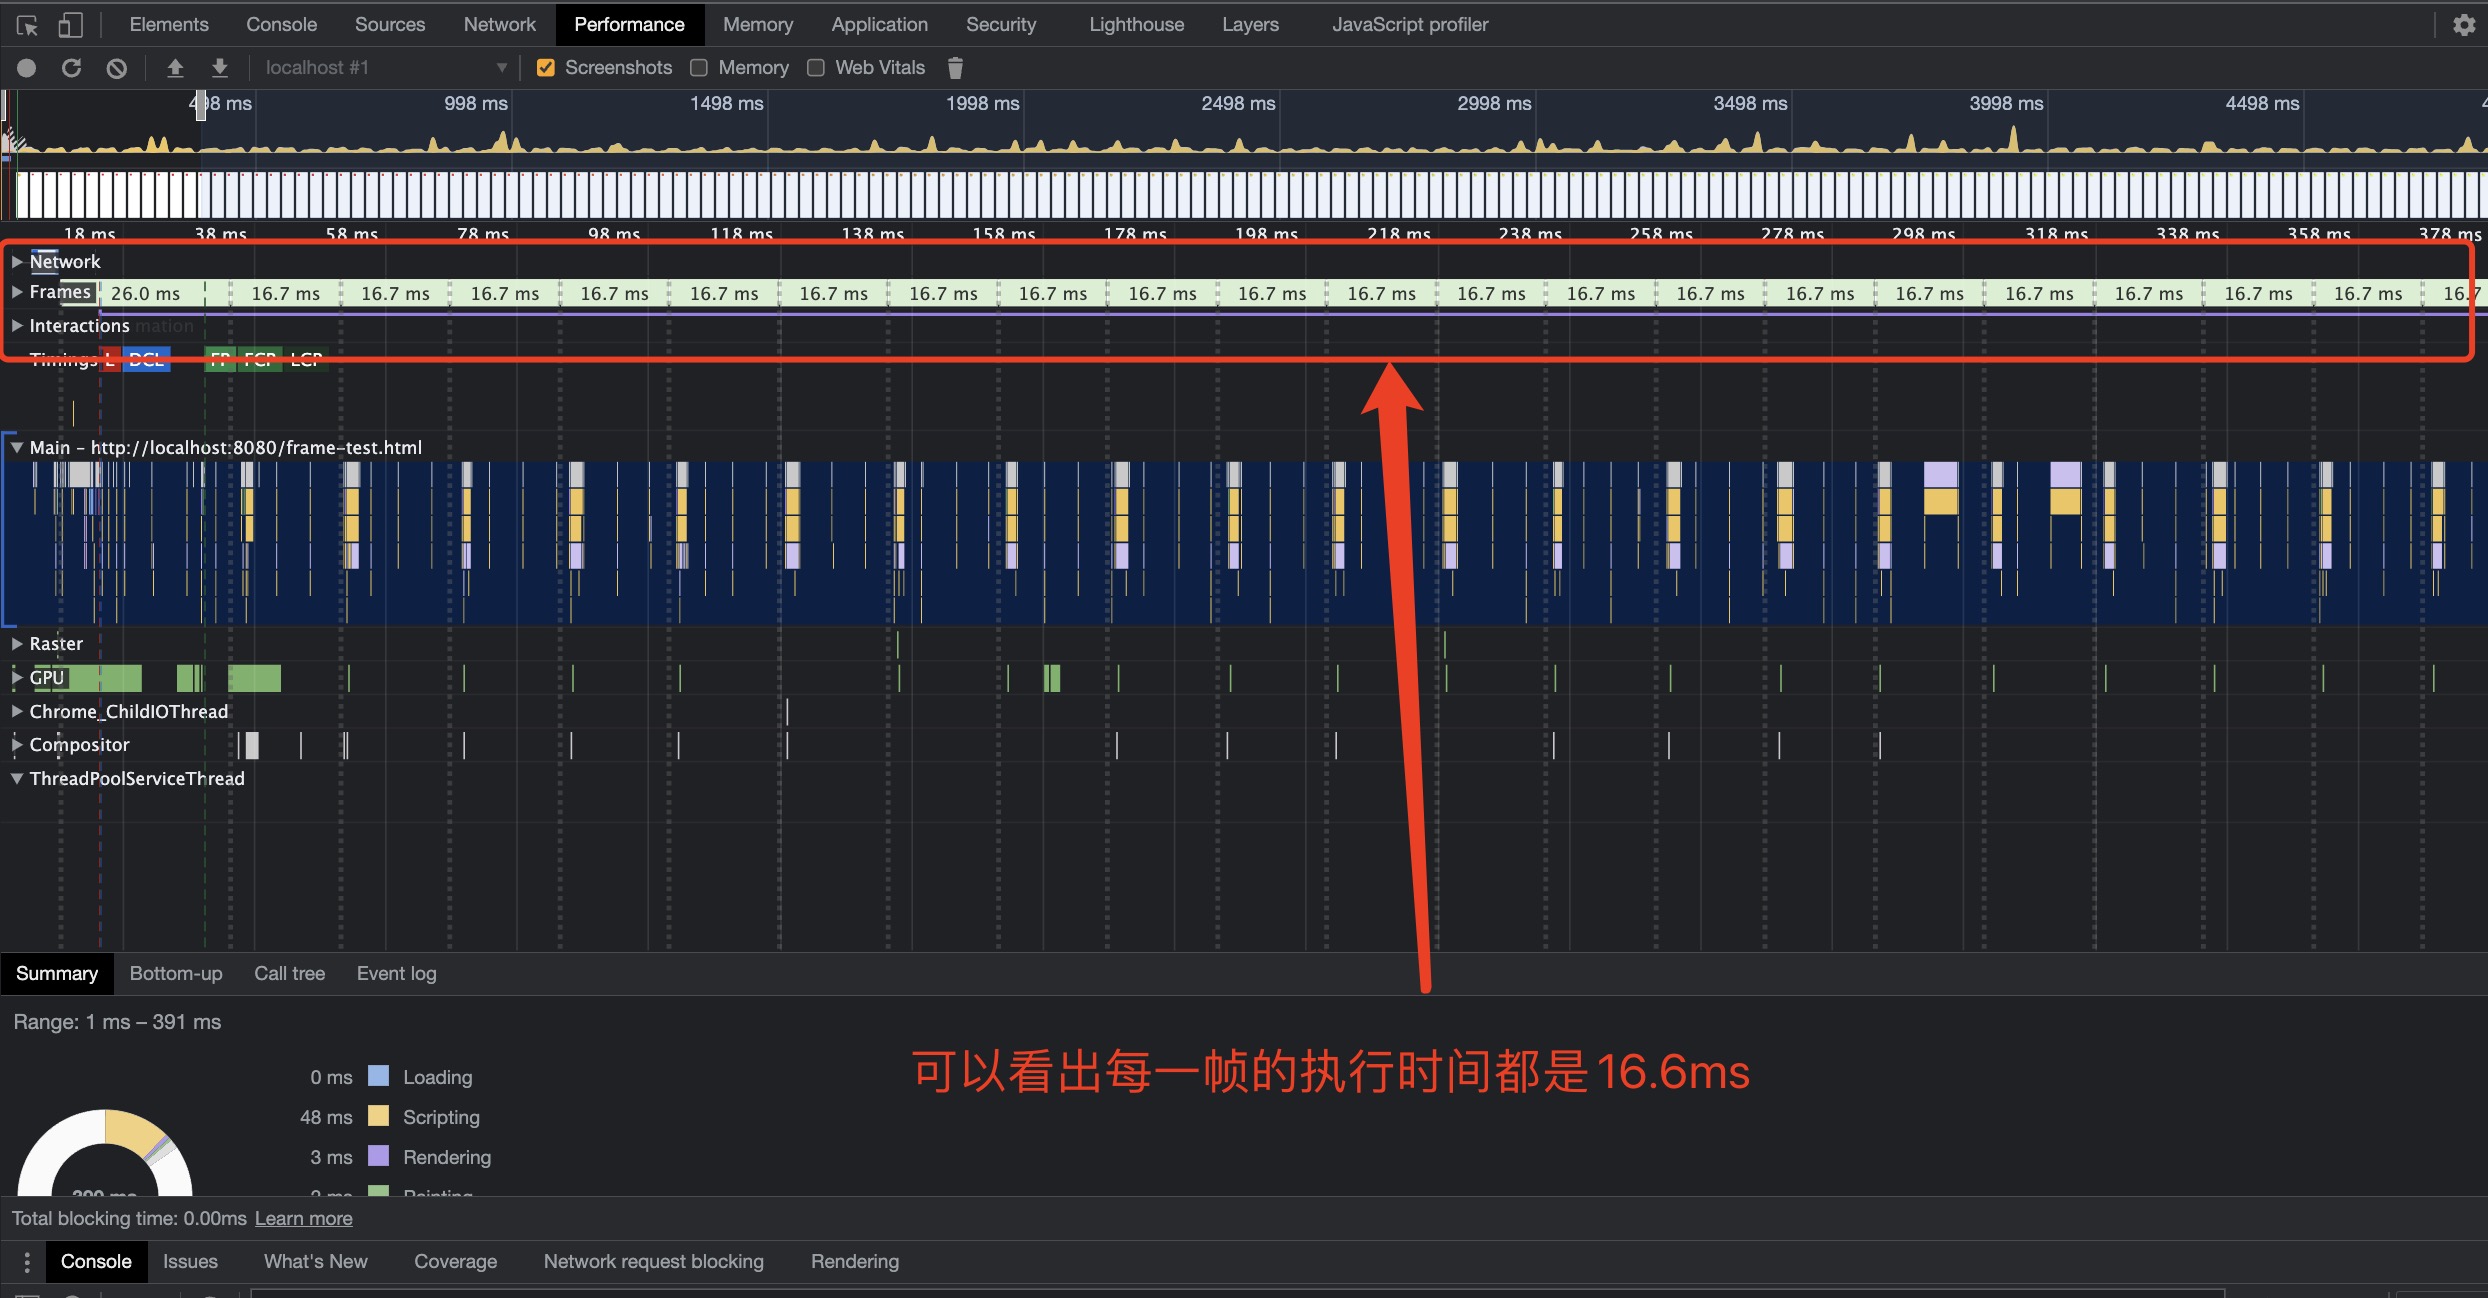 Elements Console Sources Network Performance Memory Application Security Lighthouse Layers JavaScript profiler
localhost #1 Screenshots Memory Web Vitals
498 ms 998 ms 1498 ms 1998 ms 2498 ms 2998 ms 3498 ms 3998 ms 4498 ms
18 ms 38 ms 58 ms 78 ms 98 ms 118 ms 138 ms 158 ms 178 ms 198 ms 218 ms 238 ms 258 ms 278 ms 298 ms 318 ms 338 ms 358 ms 378 ms
Network
Frames 26.0 ms 16.7 ms 16.7 ms 16.7 ms 16.7 ms 16.7 ms 16.7 ms 16.7 ms 16.7 ms 16.7 ms 16.7 ms 16.7 ms 16.7 ms 16.7 ms 16.7 ms 16.7 ms 16.7 ms 16.7 ms 16.7 ms 16.7 ms 16.7 ms 16.7
Interactions mation
Timings L DCL FP FCP LCP
Main – http://localhost:8080/frame-test.html
Raster
GPU
Chrome_ChildIOThread
Compositor
ThreadPoolServiceThread
Summary Bottom-up Call tree Event log
Range: 1 ms – 391 ms
可以看出每一帧的执行时间都是16.6ms
0 ms Loading
48 ms Scripting
3 ms Rendering
Painting
Total blocking time: 0.00ms Learn more
Console Issues What's New Coverage Network request blocking Rendering